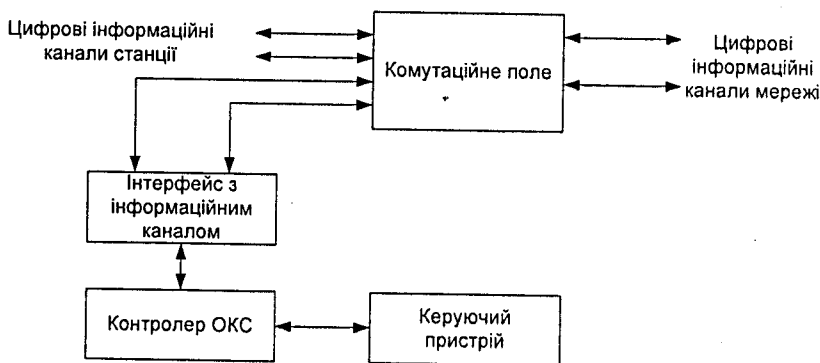 Цифрові інформаційні
канали станції
Комутаційне поле
Цифрові
інформаційні
канали мережі
Інтерфейс з
інформаційним
каналом
Контролер ОКС
Керуючий
пристрій